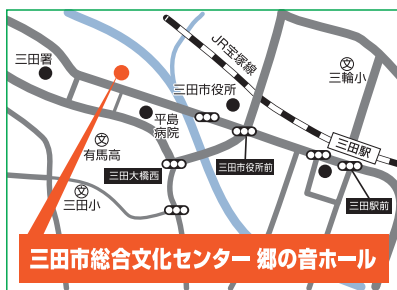 JR宝塚線
三田署
三田市役所
文
三輪小
平島
病院
文
有馬高
三田駅
三田大橋西
三田市役所前
文
三田小
三田駅前
三田市総合文化センター 郷の音ホール